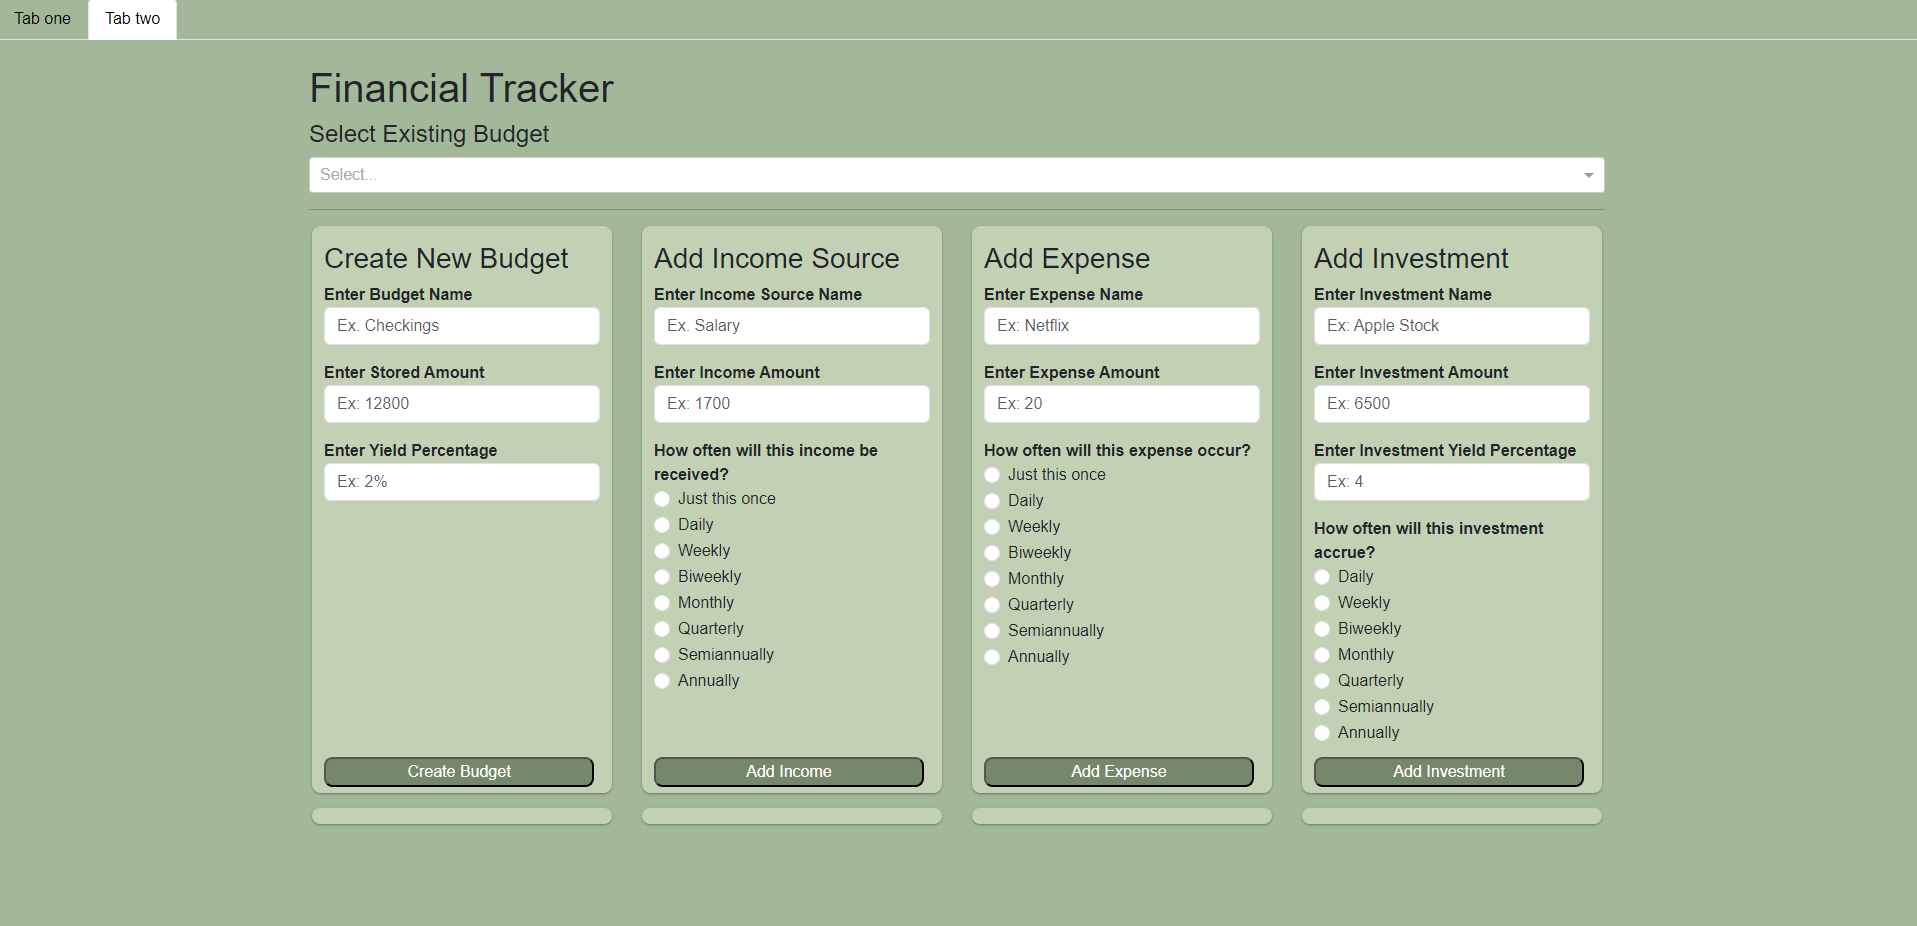 Tab one
Tab two
Financial Tracker
Select Existing Budget
Select...
Create New Budget
Enter Budget Name
Ex. Checkings
Enter Stored Amount
Ex: 12800
Enter Yield Percentage
Ex: 2%
Create Budget
Add Income Source
Enter Income Source Name
Ex. Salary
Enter Income Amount
Ex: 1700
How often will this income be
received?
Just this once
Daily
Weekly
Biweekly
Monthly
Quarterly
Semiannually
Annually
Add Income
Add Expense
Enter Expense Name
Ex: Netflix
Enter Expense Amount
Ex: 20
How often will this expense occur?
Just this once
Daily
Weekly
Biweekly
Monthly
Quarterly
Semiannually
Annually
Add Expense
Add Investment
Enter Investment Name
Ex: Apple Stock
Enter Investment Amount
Ex: 6500
Enter Investment Yield Percentage
Ex: 4
How often will this investment
accrue?
Daily
Weekly
Biweekly
Monthly
Quarterly
Semiannually
Annually
Add Investment